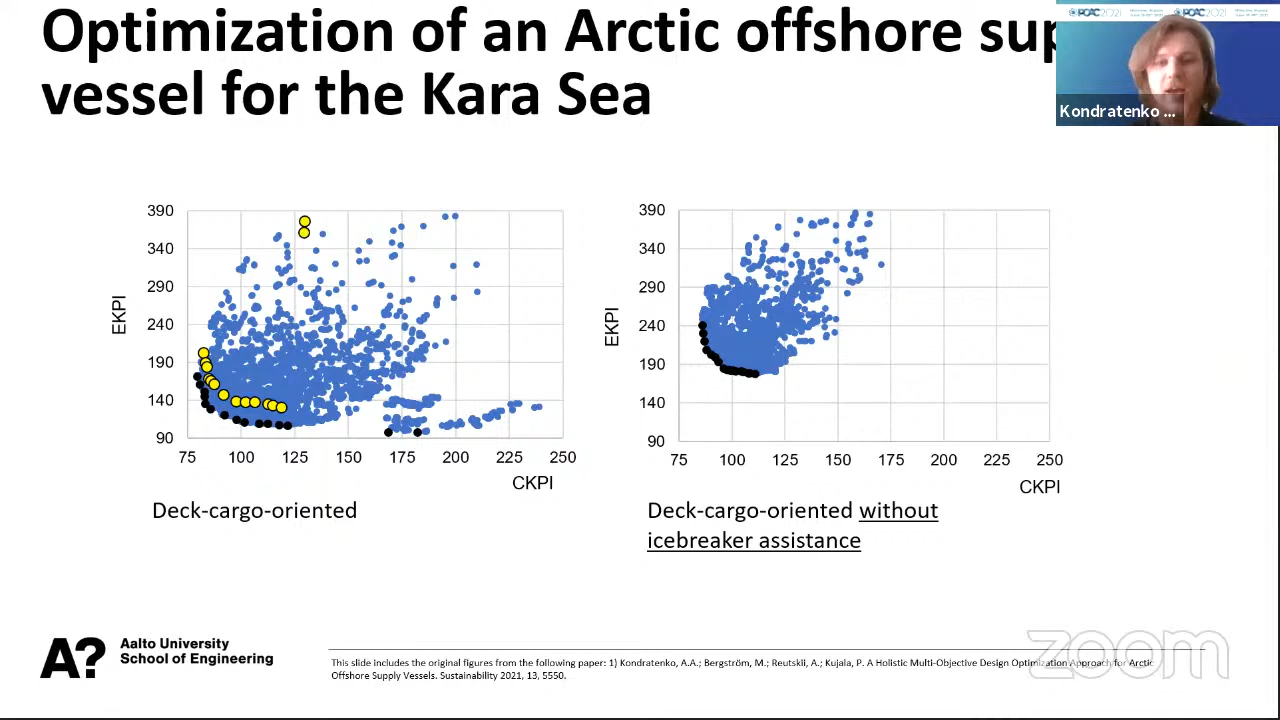 Optimization of an Arctic offshore sup
vessel for the Kara Sea
POAC2021
POAC2021
Kondratenko ...
390
340
290
240
190
140
90
EKPI
75 100 125 150 175 200 225 250
CKPI
Deck-cargo-oriented
390
340
290
240
190
140
90
EKPI
75 100 125 150 175 200 225 250
CKPI
Deck-cargo-oriented without
icebreaker assistance
A?
Aalto University
School of Engineering
This slide includes the original figures from the following paper: 1) Kondratenko, A.A.; Bergström, M.; Reutskii, A.; Kujala, P. A Holistic Multi-Objective Design Optimization Approach for Arctic
Offshore Supply Vessels. Sustainability 2021, 13, 5550.
zoom